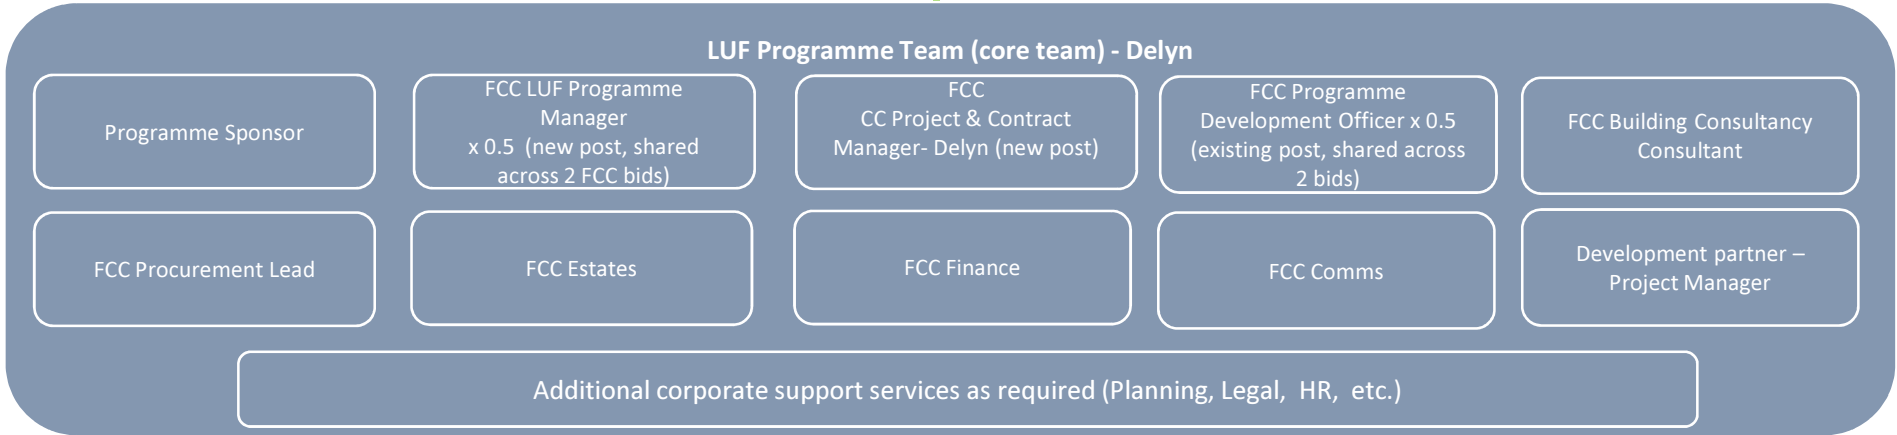 LUF Programme Team (core team) - Delyn
Programme Sponsor
FCC LUF Programme
Manager
x 0.5  (new post, shared
across 2 FCC bids)
FCC
CC Project & Contract
Manager- Delyn (new post)
FCC Programme
Development Officer x 0.5
(existing post, shared across
2 bids)
FCC Building Consultancy
Consultant
FCC Procurement Lead
FCC Estates
FCC Finance
FCC Comms
Development partner –
Project Manager
Additional corporate support services as required (Planning, Legal,  HR,  etc.)